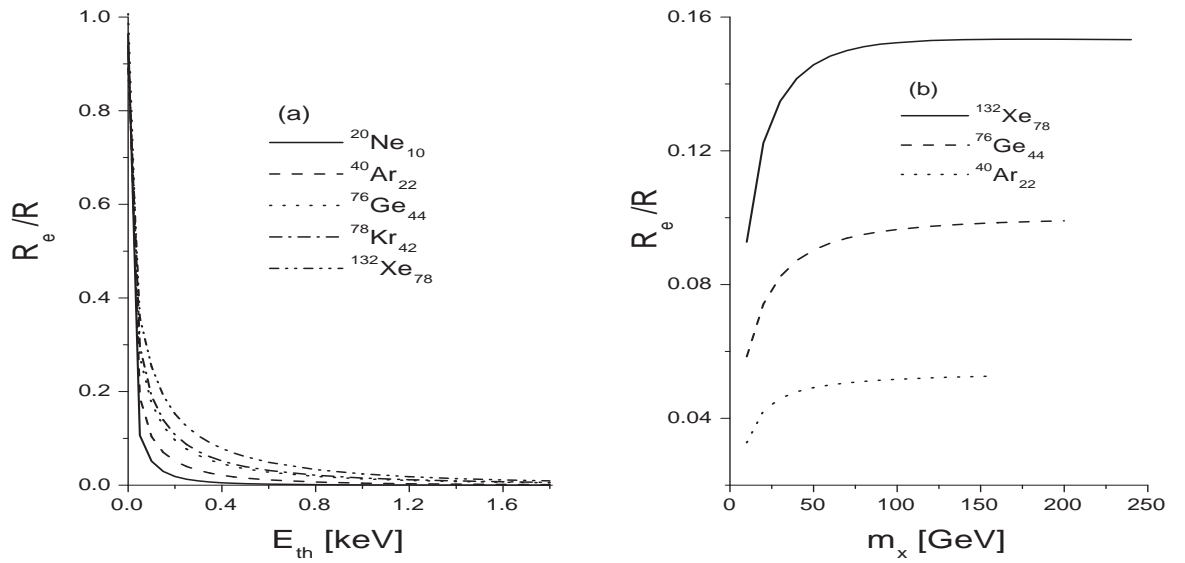 R_e/R
1.0
0.8
0.6
0.4
0.2
0.0
0.0 0.4 0.8 1.2 1.6
E_th [keV]
(a)
²⁰Ne₁₀
⁴⁰Ar₂₂
⁷⁶Ge₄₄
⁷⁸Kr₄₂
¹³²Xe₇₈
R_e/R
0.16
0.12
0.08
0.04
0 50 100 150 200 250
m_x [GeV]
(b)
¹³²Xe₇₈
⁷⁶Ge₄₄
⁴⁰Ar₂₂